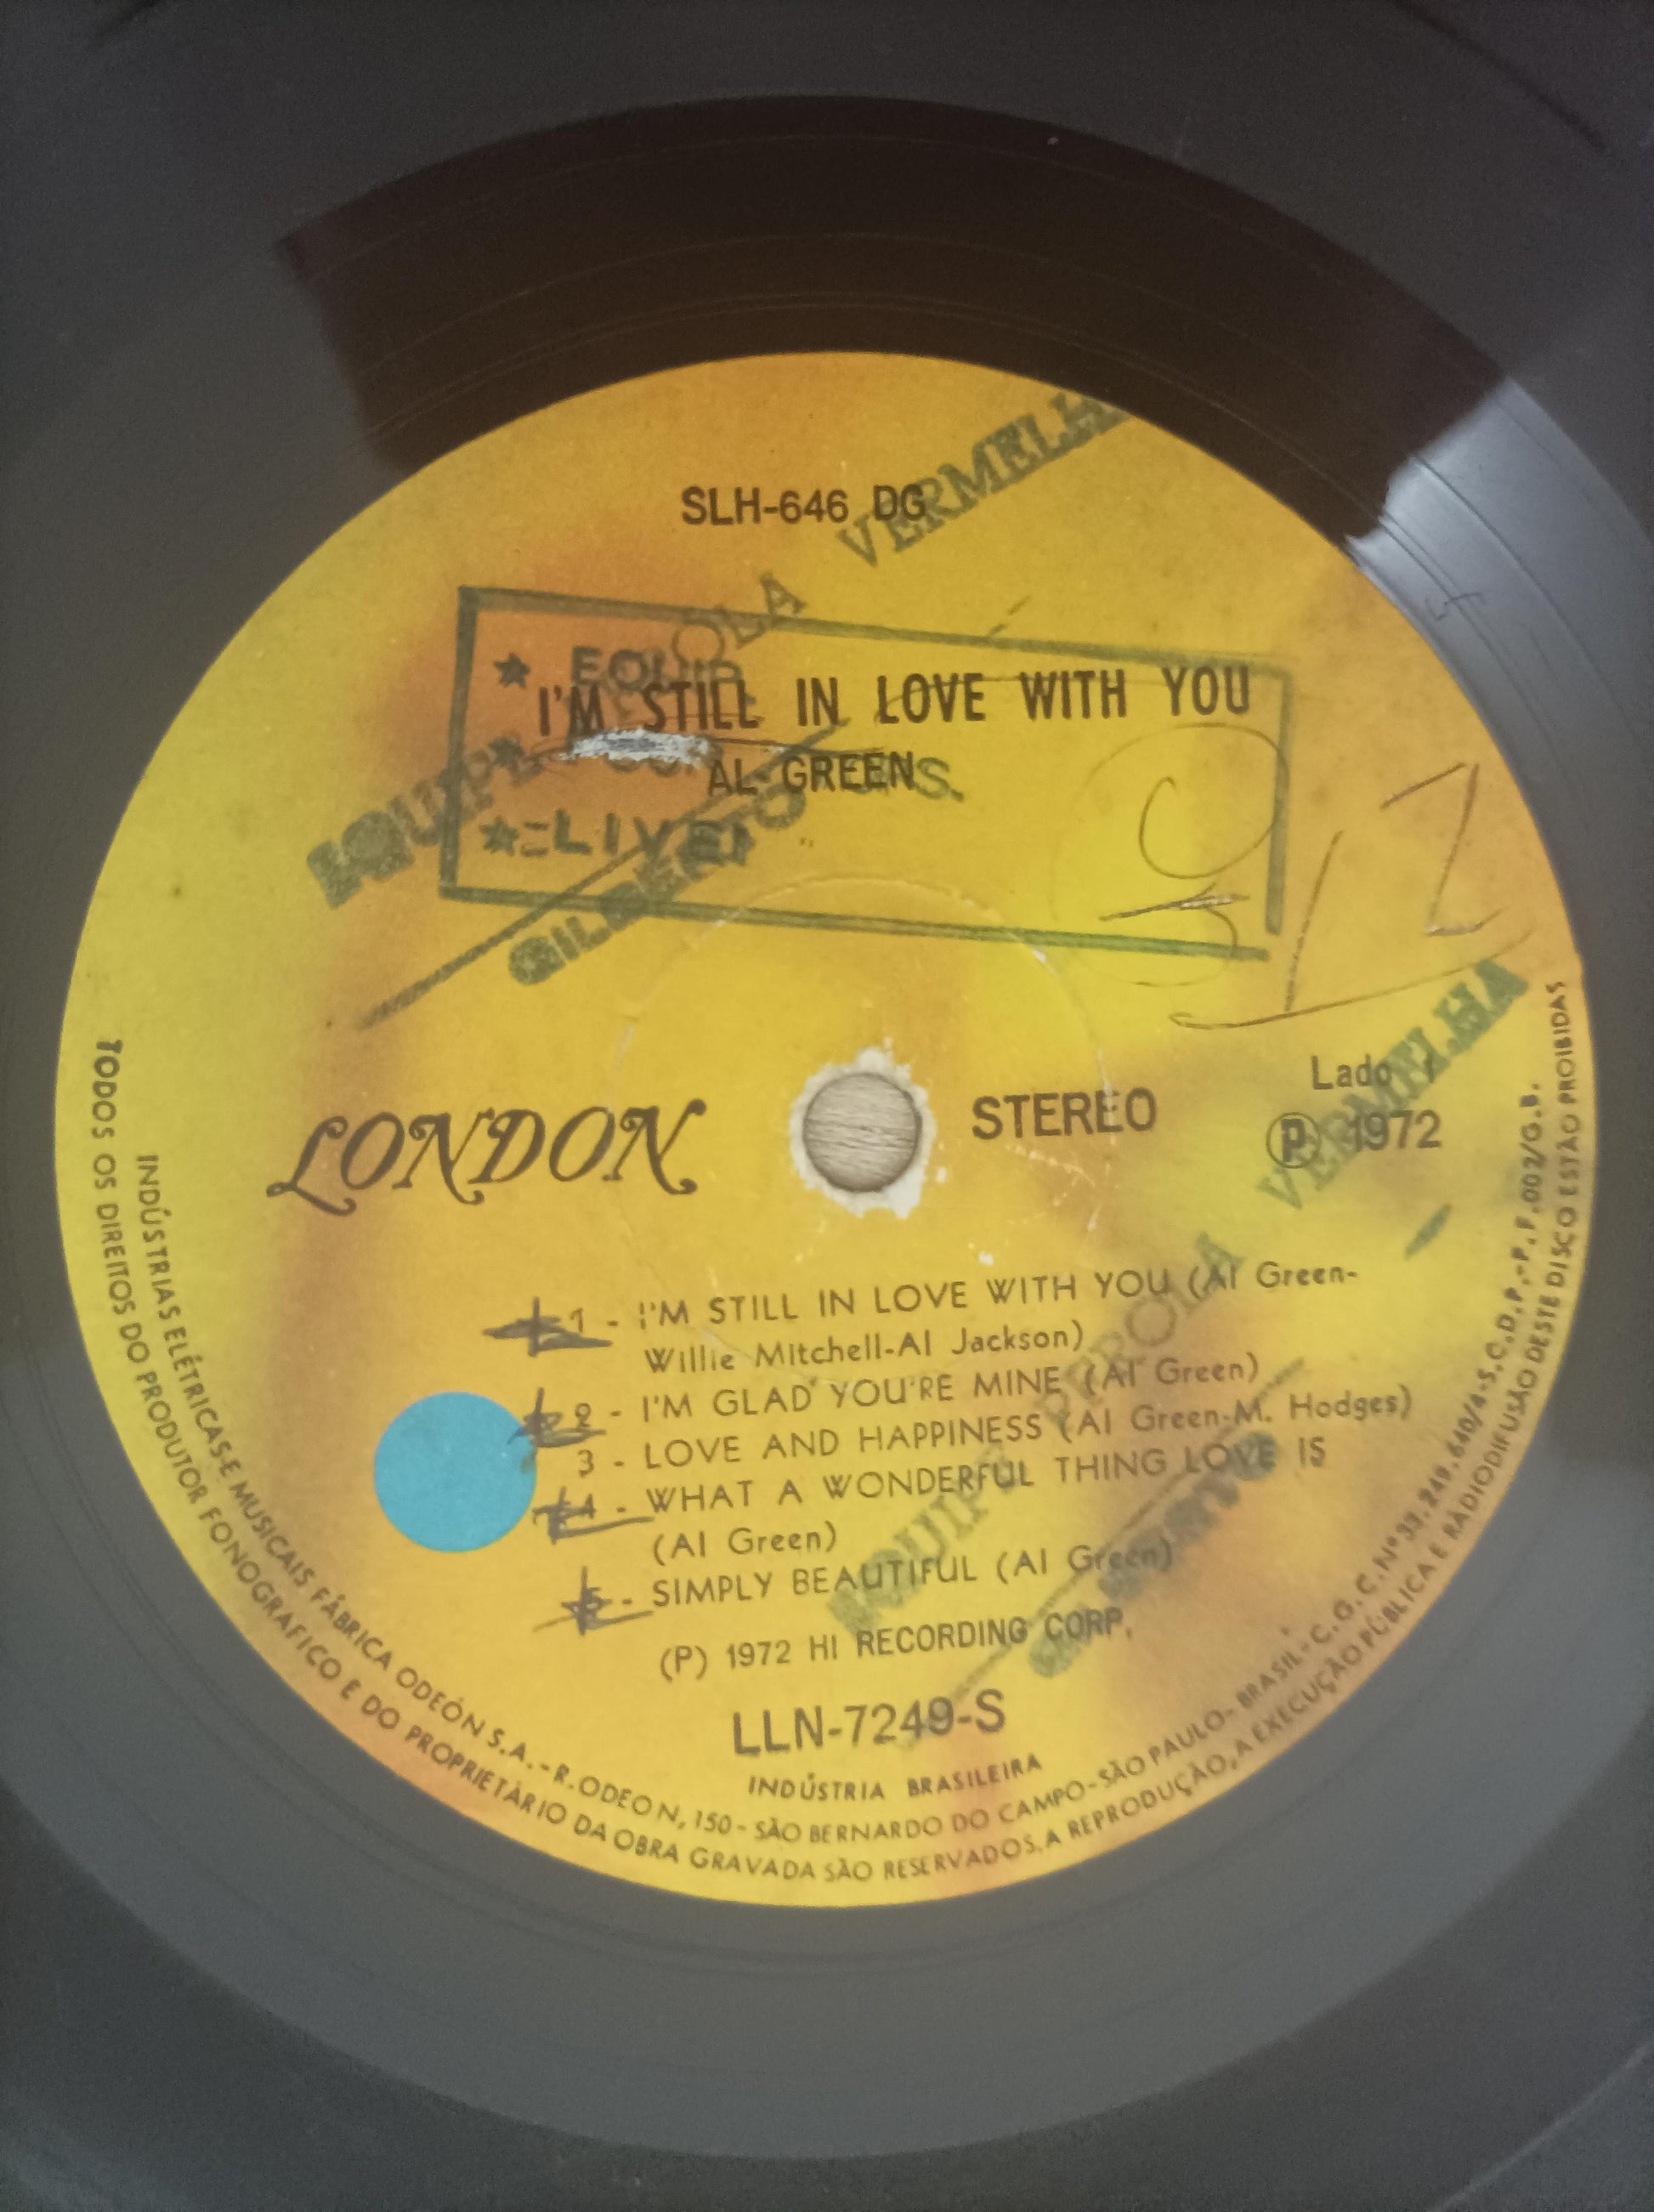 SLH-646 DG
VERMELHA
I'M STILL IN LOVE WITH YOU
AL GREEN
LONDON
STEREO
Lado 1
℗ 1972
VERMELHA
1 - I'M STILL IN LOVE WITH YOU (Al Green-
Willie Mitchell-Al Jackson)
2 - I'M GLAD YOU'RE MINE (Al Green)
3 - LOVE AND HAPPINESS (Al Green-M. Hodges)
4 - WHAT A WONDERFUL THING LOVE IS
(Al Green)
5 - SIMPLY BEAUTIFUL (Al Green)
(P) 1972 HI RECORDING CORP.
LLN-7249-S
INDÚSTRIA BRASILEIRA
INDÚSTRIAS ELÉTRICAS E MUSICAIS FÁBRICA ODEÓN S.A. - R. ODEON, 150 - SÃO BERNARDO DO CAMPO - SÃO PAULO - BRASIL - C.G.C. Nº 33.249.640/4 - S.C.D.P. - P.F. 002/G.B.
TODOS OS DIREITOS DO PRODUTOR FONOGRÁFICO E DO PROPRIETÁRIO DA OBRA GRAVADA SÃO RESERVADOS. A REPRODUÇÃO, A EXECUÇÃO PÚBLICA E RÁDIODIFUSÃO DESTE DISCO ESTÃO PROIBIDAS